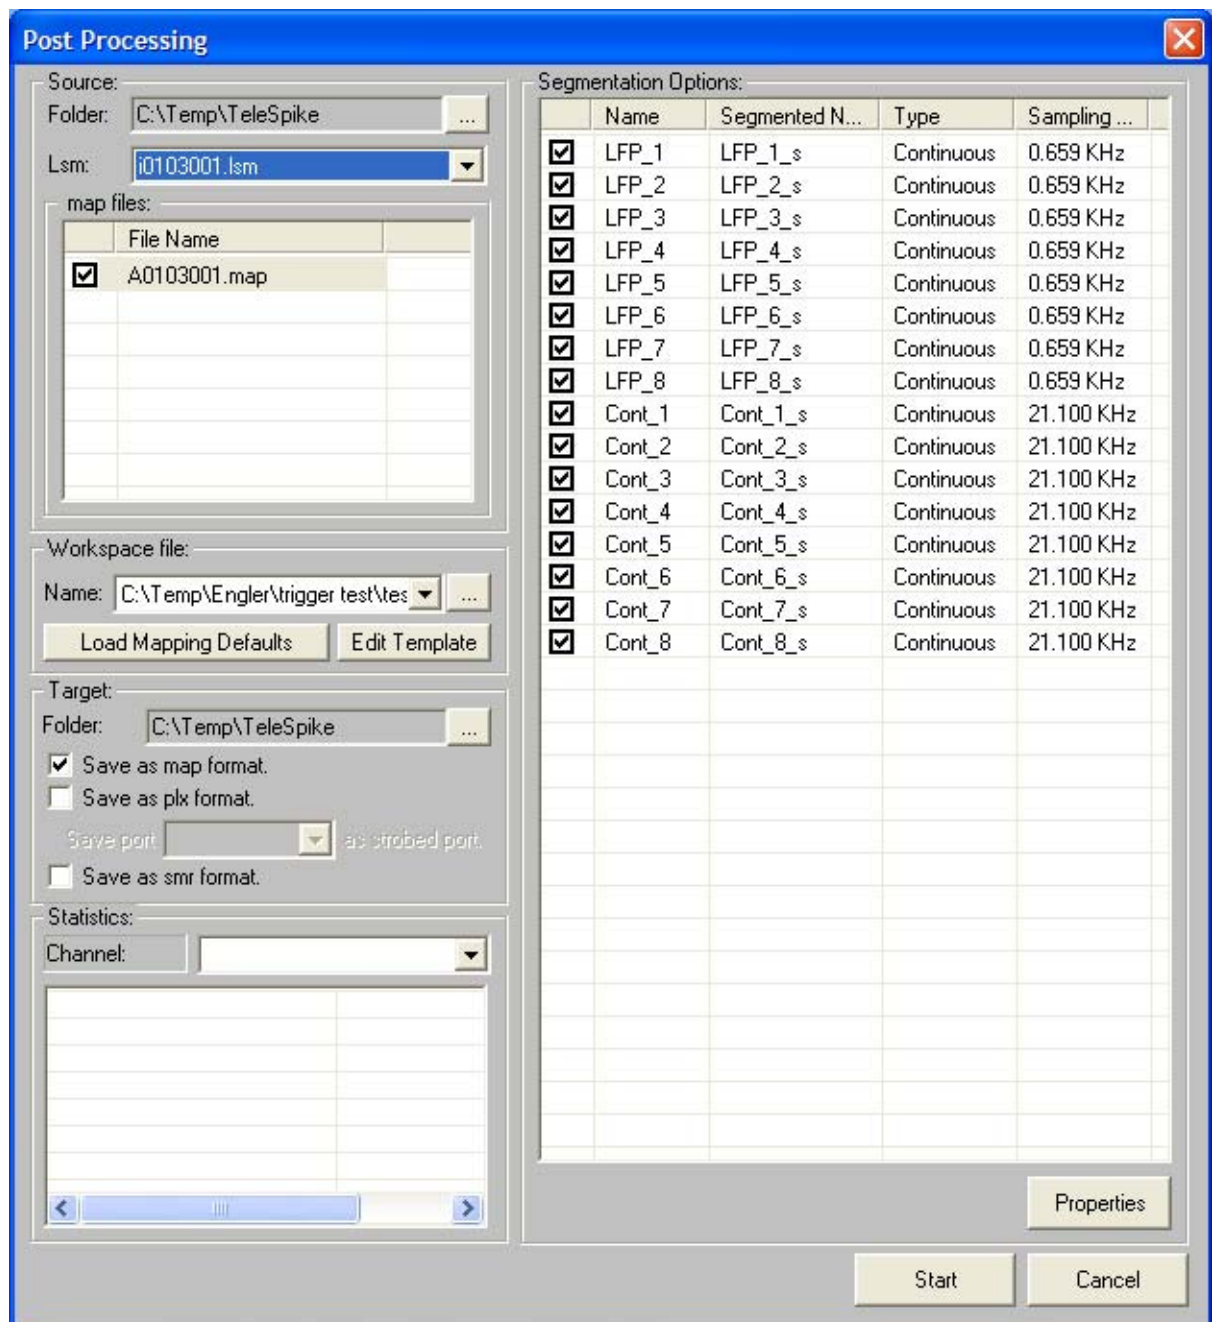 Post Processing
Source:
Folder: C:\Temp\TeleSpike ...
Lsm: i0103001.lsm
map files:
File Name
A0103001.map
Workspace file:
Name: C:\Temp\Engler\trigger test\tes ...
Load Mapping Defaults Edit Template
Target:
Folder: C:\Temp\TeleSpike ...
Save as map format.
Save as plx format.
Save port as strobed port.
Save as smr format.
Statistics:
Channel:
Segmentation Options:
Name Segmented N... Type Sampling ...
LFP_1 LFP_1_s Continuous 0.659 KHz
LFP_2 LFP_2_s Continuous 0.659 KHz
LFP_3 LFP_3_s Continuous 0.659 KHz
LFP_4 LFP_4_s Continuous 0.659 KHz
LFP_5 LFP_5_s Continuous 0.659 KHz
LFP_6 LFP_6_s Continuous 0.659 KHz
LFP_7 LFP_7_s Continuous 0.659 KHz
LFP_8 LFP_8_s Continuous 0.659 KHz
Cont_1 Cont_1_s Continuous 21.100 KHz
Cont_2 Cont_2_s Continuous 21.100 KHz
Cont_3 Cont_3_s Continuous 21.100 KHz
Cont_4 Cont_4_s Continuous 21.100 KHz
Cont_5 Cont_5_s Continuous 21.100 KHz
Cont_6 Cont_6_s Continuous 21.100 KHz
Cont_7 Cont_7_s Continuous 21.100 KHz
Cont_8 Cont_8_s Continuous 21.100 KHz
Properties
Start Cancel